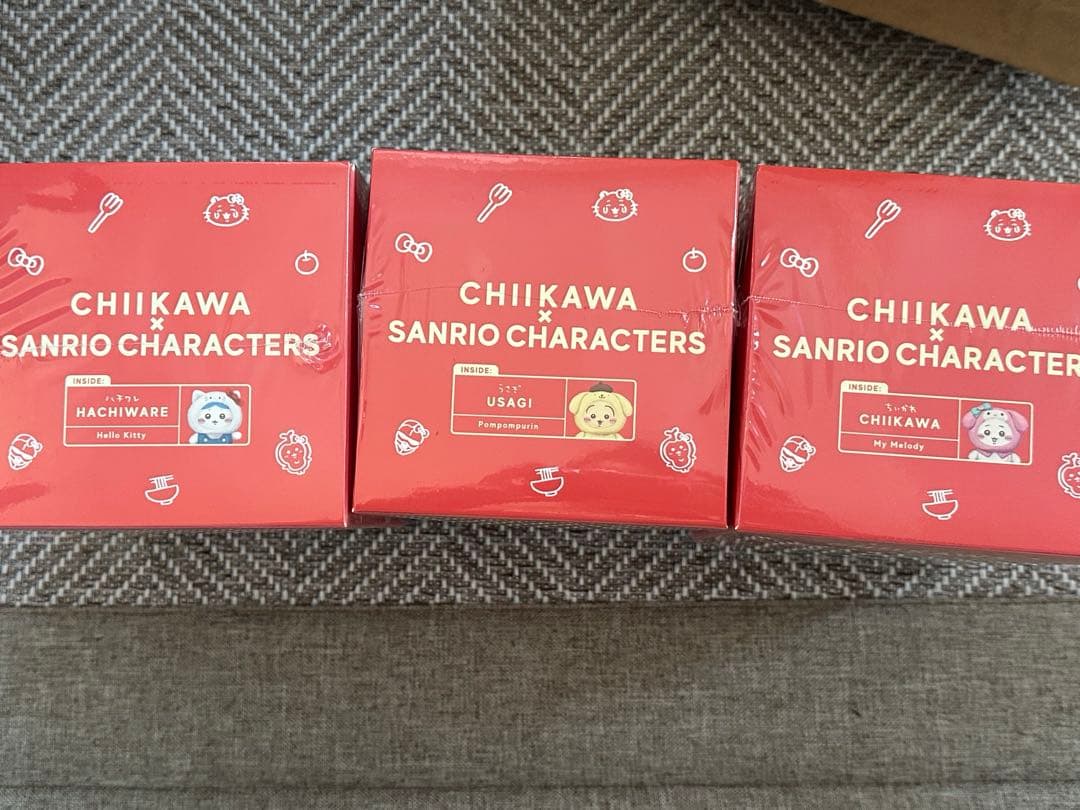 CHIIKAWA
×
SANRIO CHARACTERS
INSIDE:
ハチワレ
HACHIWARE
Hello Kitty
CHIIKAWA
×
SANRIO CHARACTERS
INSIDE:
うさぎ
USAGI
Pompompurin
CHIIKAWA
×
SANRIO CHARACTER
INSIDE:
ちいかわ
CHIIKAWA
My Melody